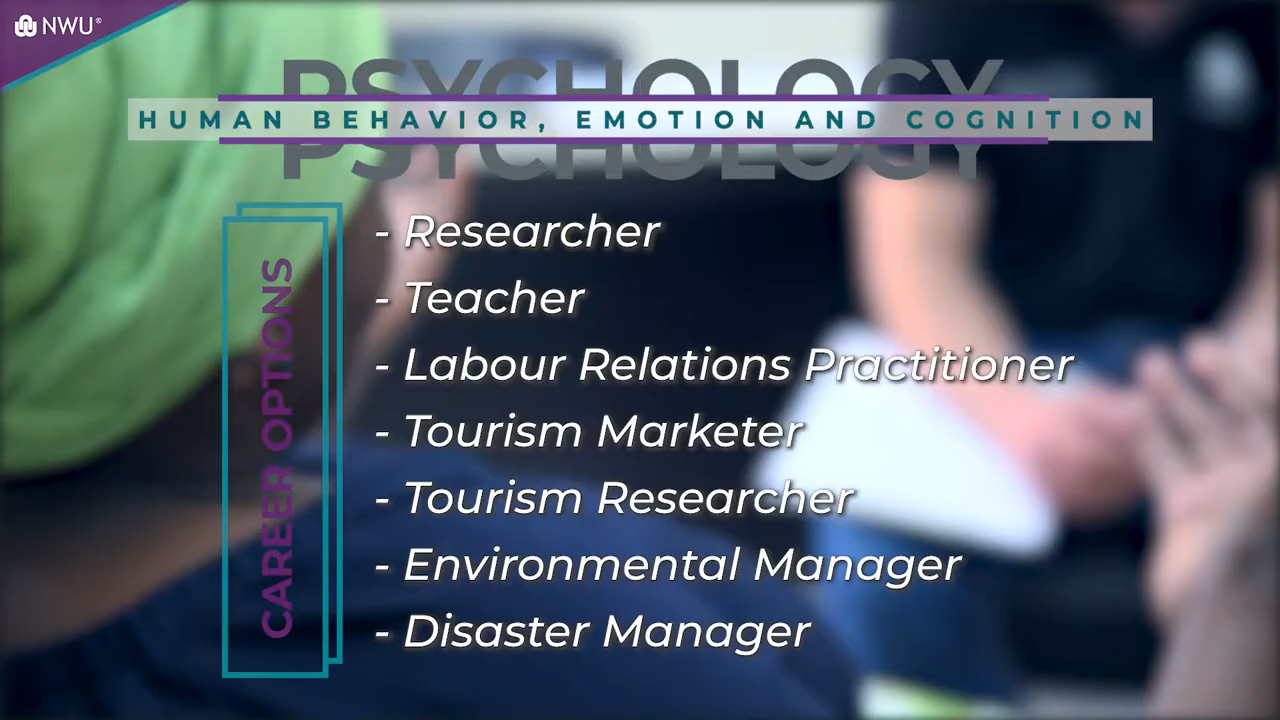 NWU®
PSYCHOLOGY
HUMAN BEHAVIOR, EMOTION AND COGNITION
CAREER OPTIONS
- Researcher
- Teacher
- Labour Relations Practitioner
- Tourism Marketer
- Tourism Researcher
- Environmental Manager
- Disaster Manager